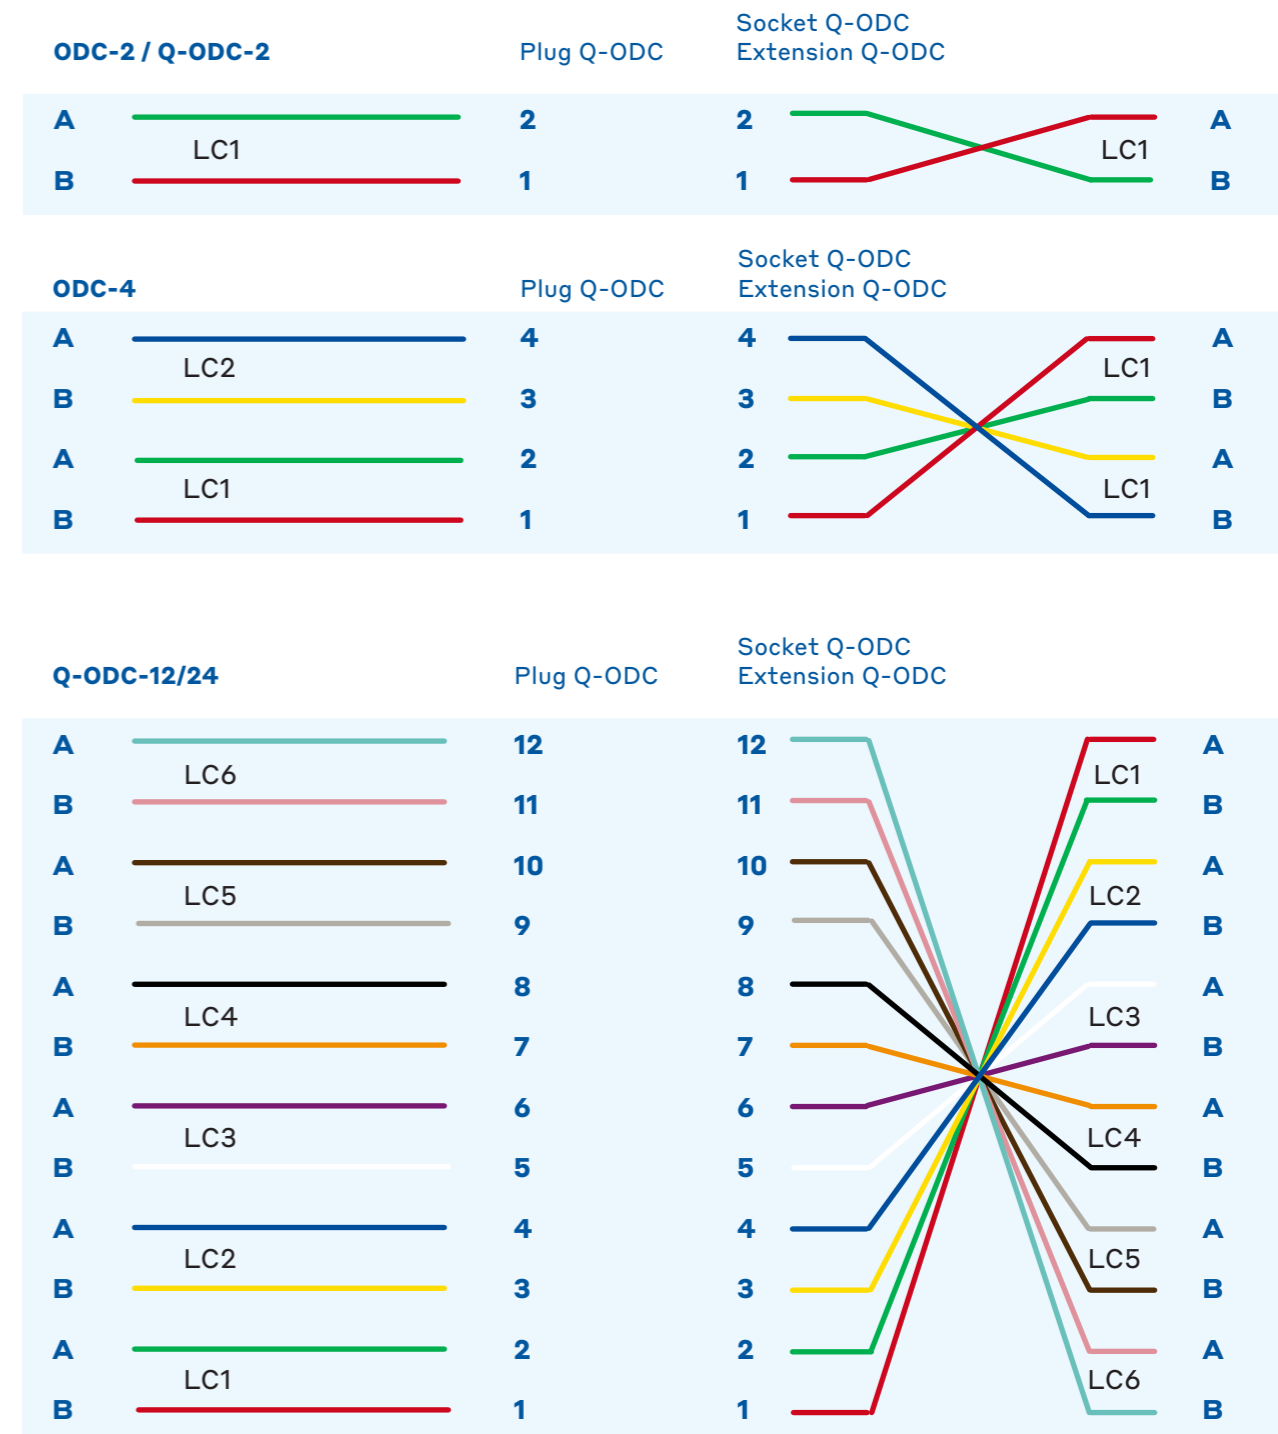 Socket Q-ODC
ODC-2 / Q-ODC-2 Plug Q-ODC Extension Q-ODC
A 2 2 A
LC1 LC1
B 1 1 B
Socket Q-ODC
ODC-4 Plug Q-ODC Extension Q-ODC
A 4 4 A
LC2 LC1
B 3 3 B
A 2 2 A
LC1 LC1
B 1 1 B
Socket Q-ODC
Q-ODC-12/24 Plug Q-ODC Extension Q-ODC
A 12 12 A
LC6 LC1
B 11 11 B
A 10 10 A
LC5 LC2
B 9 9 B
A 8 8 A
LC4 LC3
B 7 7 B
A 6 6 A
LC3 LC4
B 5 5 B
A 4 4 A
LC2 LC5
B 3 3 B
A 2 2 A
LC1 LC6
B 1 1 B